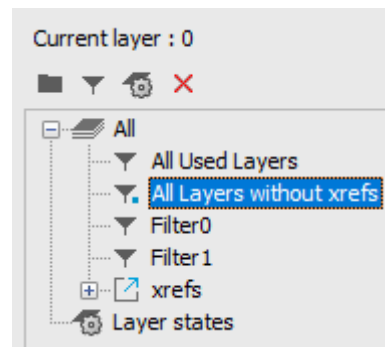 Current layer : 0
All
All Used Layers
All Layers without xrefs
Filter0
Filter1
xrefs
Layer states